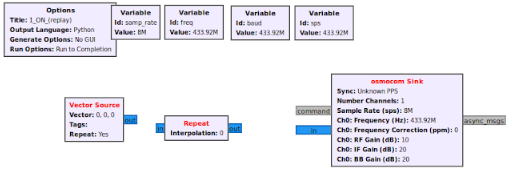 Options
Title: 1_ON_(replay)
Output Language: Python
Generate Options: No GUI
Run Options: Run to Completion
Variable
Id: samp_rate
Value: 8M
Variable
Id: freq
Value: 433.92M
Variable
Id: baud
Value: 433.92M
Variable
Id: sps
Value: 433.92M
Vector Source
Vector: 0, 0, 0
Tags:
Repeat: Yes
out
in
Repeat
Interpolation: 0
out
command
in
osmocom Sink
Sync: Unknown PPS
Number Channels: 1
Sample Rate (sps): 8M
Ch0: Frequency (Hz): 433.92M
Ch0: Frequency Correction (ppm): 0
Ch0: RF Gain (dB): 10
Ch0: IF Gain (dB): 20
Ch0: BB Gain (dB): 20
async_msgs